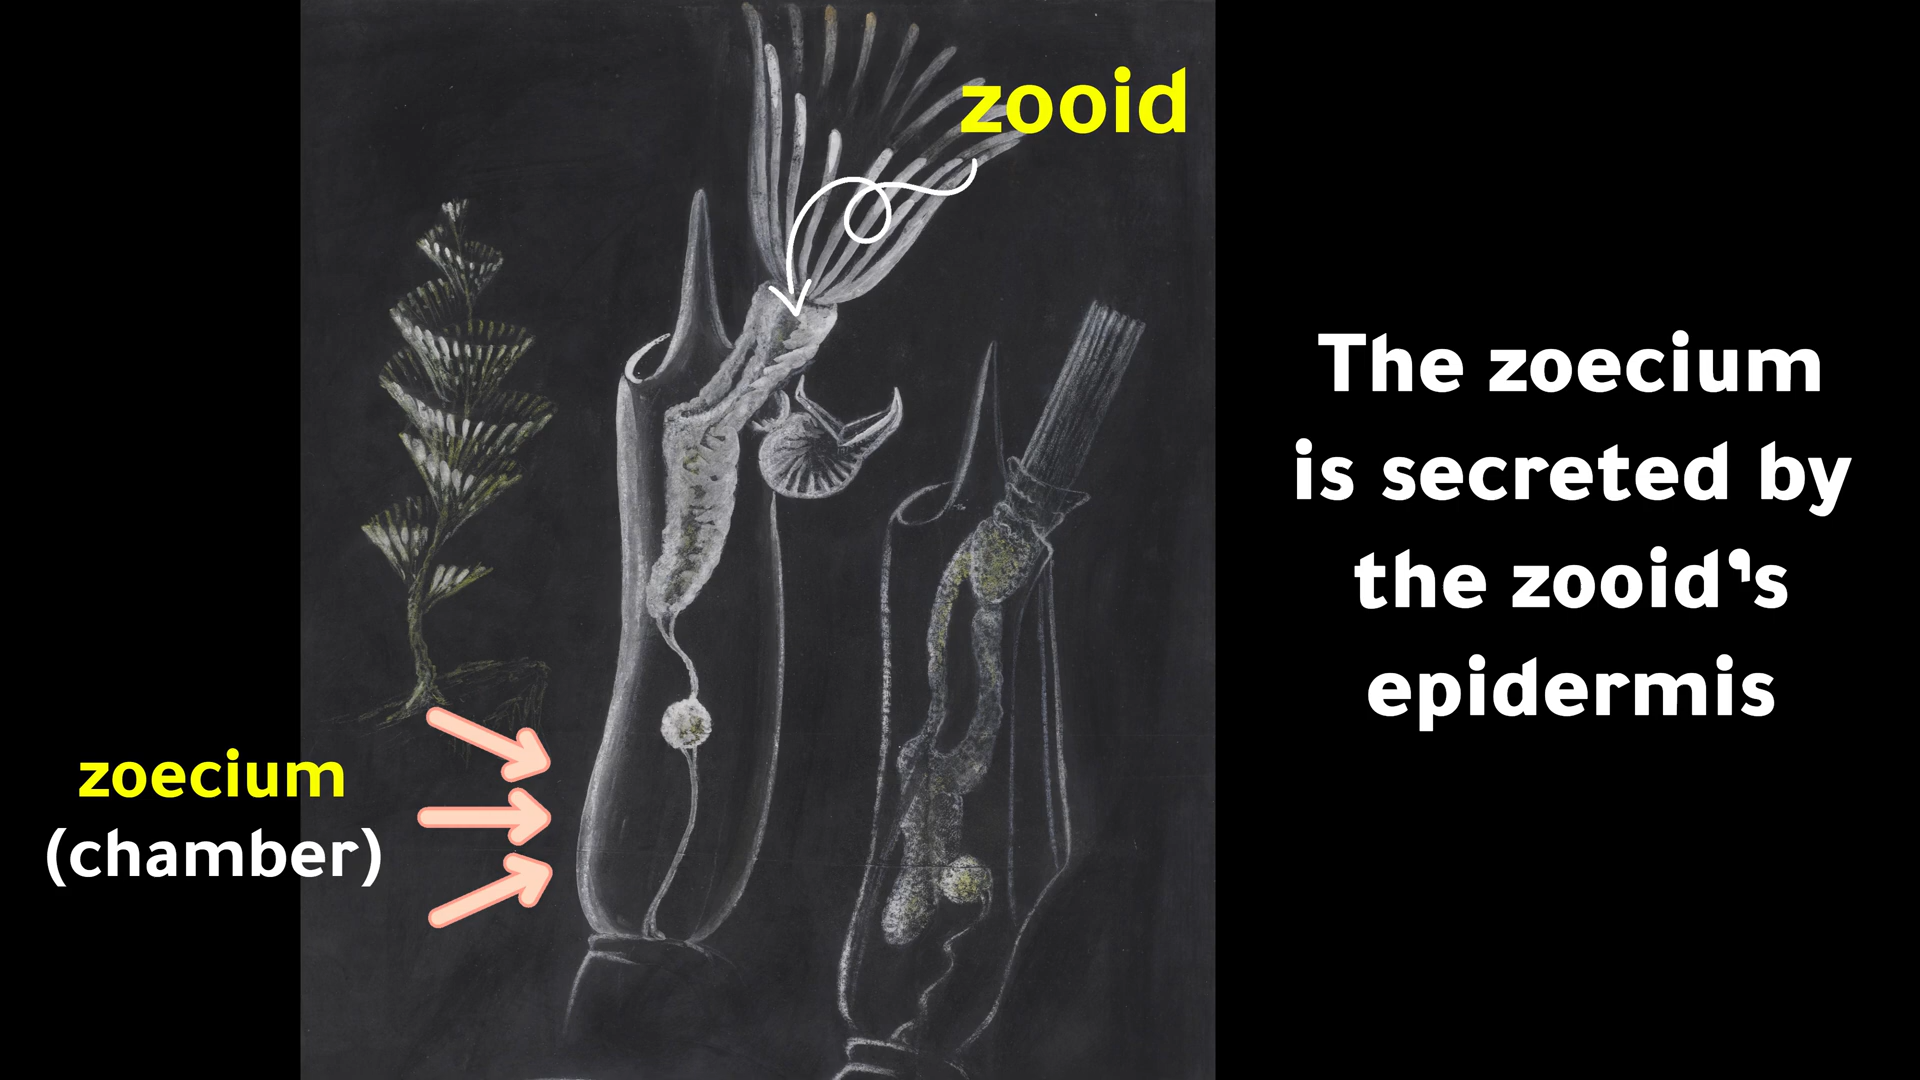 zooid
The zoecium
is secreted by
the zooid's
epidermis
zoecium
(chamber)